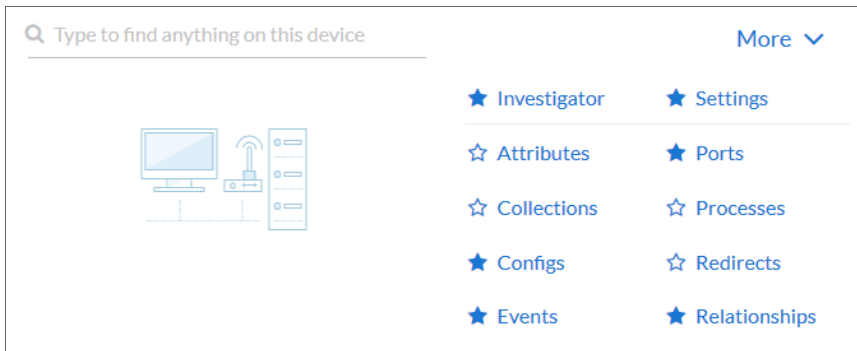 Type to find anything on this device
More
Investigator
Settings
Attributes
Ports
Collections
Processes
Configs
Redirects
Events
Relationships